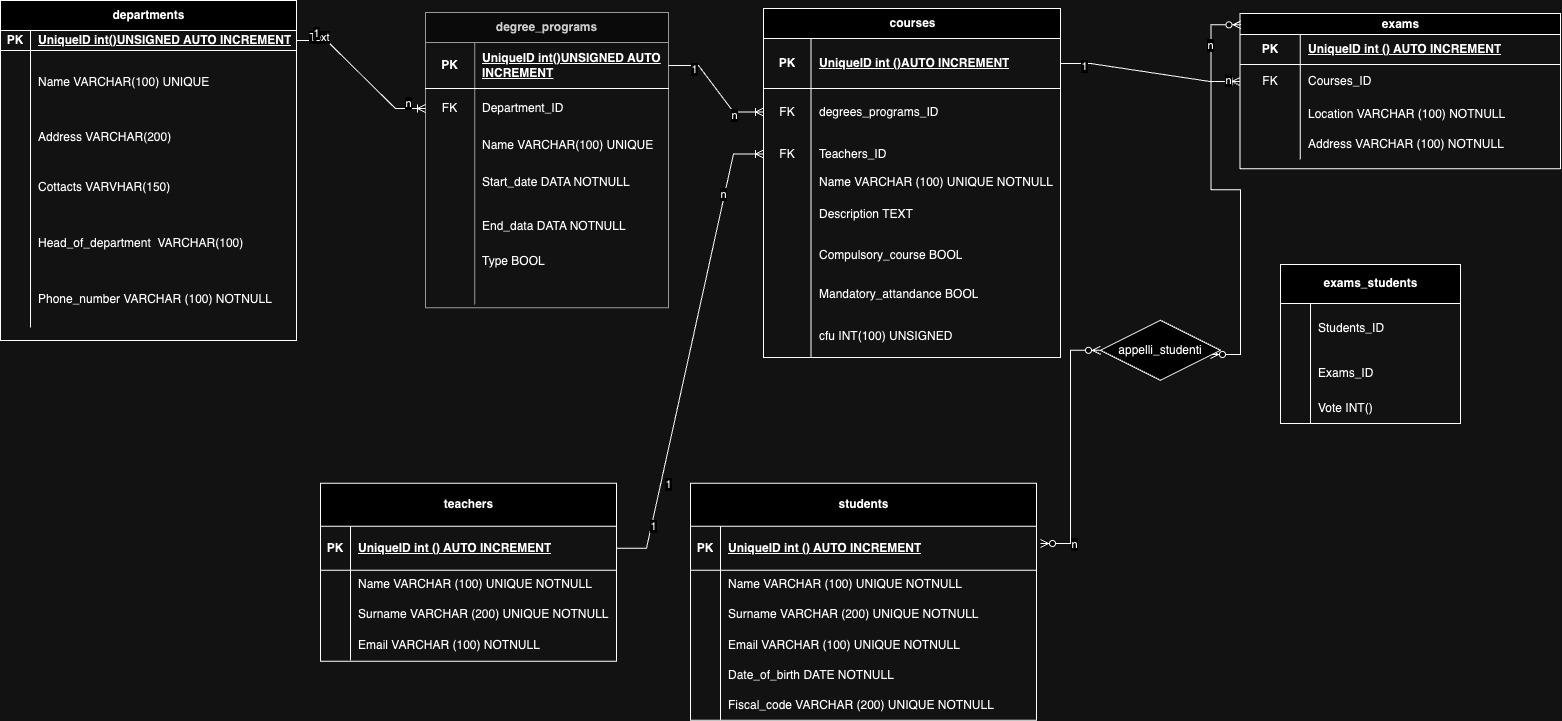 departments
PK UniqueID int()UNSIGNED AUTO INCREMENT
Name VARCHAR(100) UNIQUE
Address VARCHAR(200)
Cottacts VARVHAR(150)
Head_of_department VARCHAR(100)
Phone_number VARCHAR (100) NOTNULL
1
n
degree_programs
PK UniqueID int()UNSIGNED AUTO
INCREMENT
FK Department_ID
Name VARCHAR(100) UNIQUE
Start_date DATA NOTNULL
End_data DATA NOTNULL
Type BOOL
1
n
courses
PK UniqueID int ()AUTO INCREMENT
FK degrees_programs_ID
FK Teachers_ID
Name VARCHAR (100) UNIQUE NOTNULL
Description TEXT
Compulsory_course BOOL
Mandatory_attandance BOOL
cfu INT(100) UNSIGNED
1
n
n
exams
PK UniqueID int () AUTO INCREMENT
FK Courses_ID
Location VARCHAR (100) NOTNULL
Address VARCHAR (100) NOTNULL
exams_students
Students_ID
Exams_ID
Vote INT()
appelli_studenti
n
1
1
teachers
PK UniqueID int () AUTO INCREMENT
Name VARCHAR (100) UNIQUE NOTNULL
Surname VARCHAR (200) UNIQUE NOTNULL
Email VARCHAR (100) NOTNULL
students
PK UniqueID int () AUTO INCREMENT
Name VARCHAR (100) UNIQUE NOTNULL
Surname VARCHAR (200) UNIQUE NOTNULL
Email VARCHAR (100) UNIQUE NOTNULL
Date_of_birth DATE NOTNULL
Fiscal_code VARCHAR (200) UNIQUE NOTNULL
n